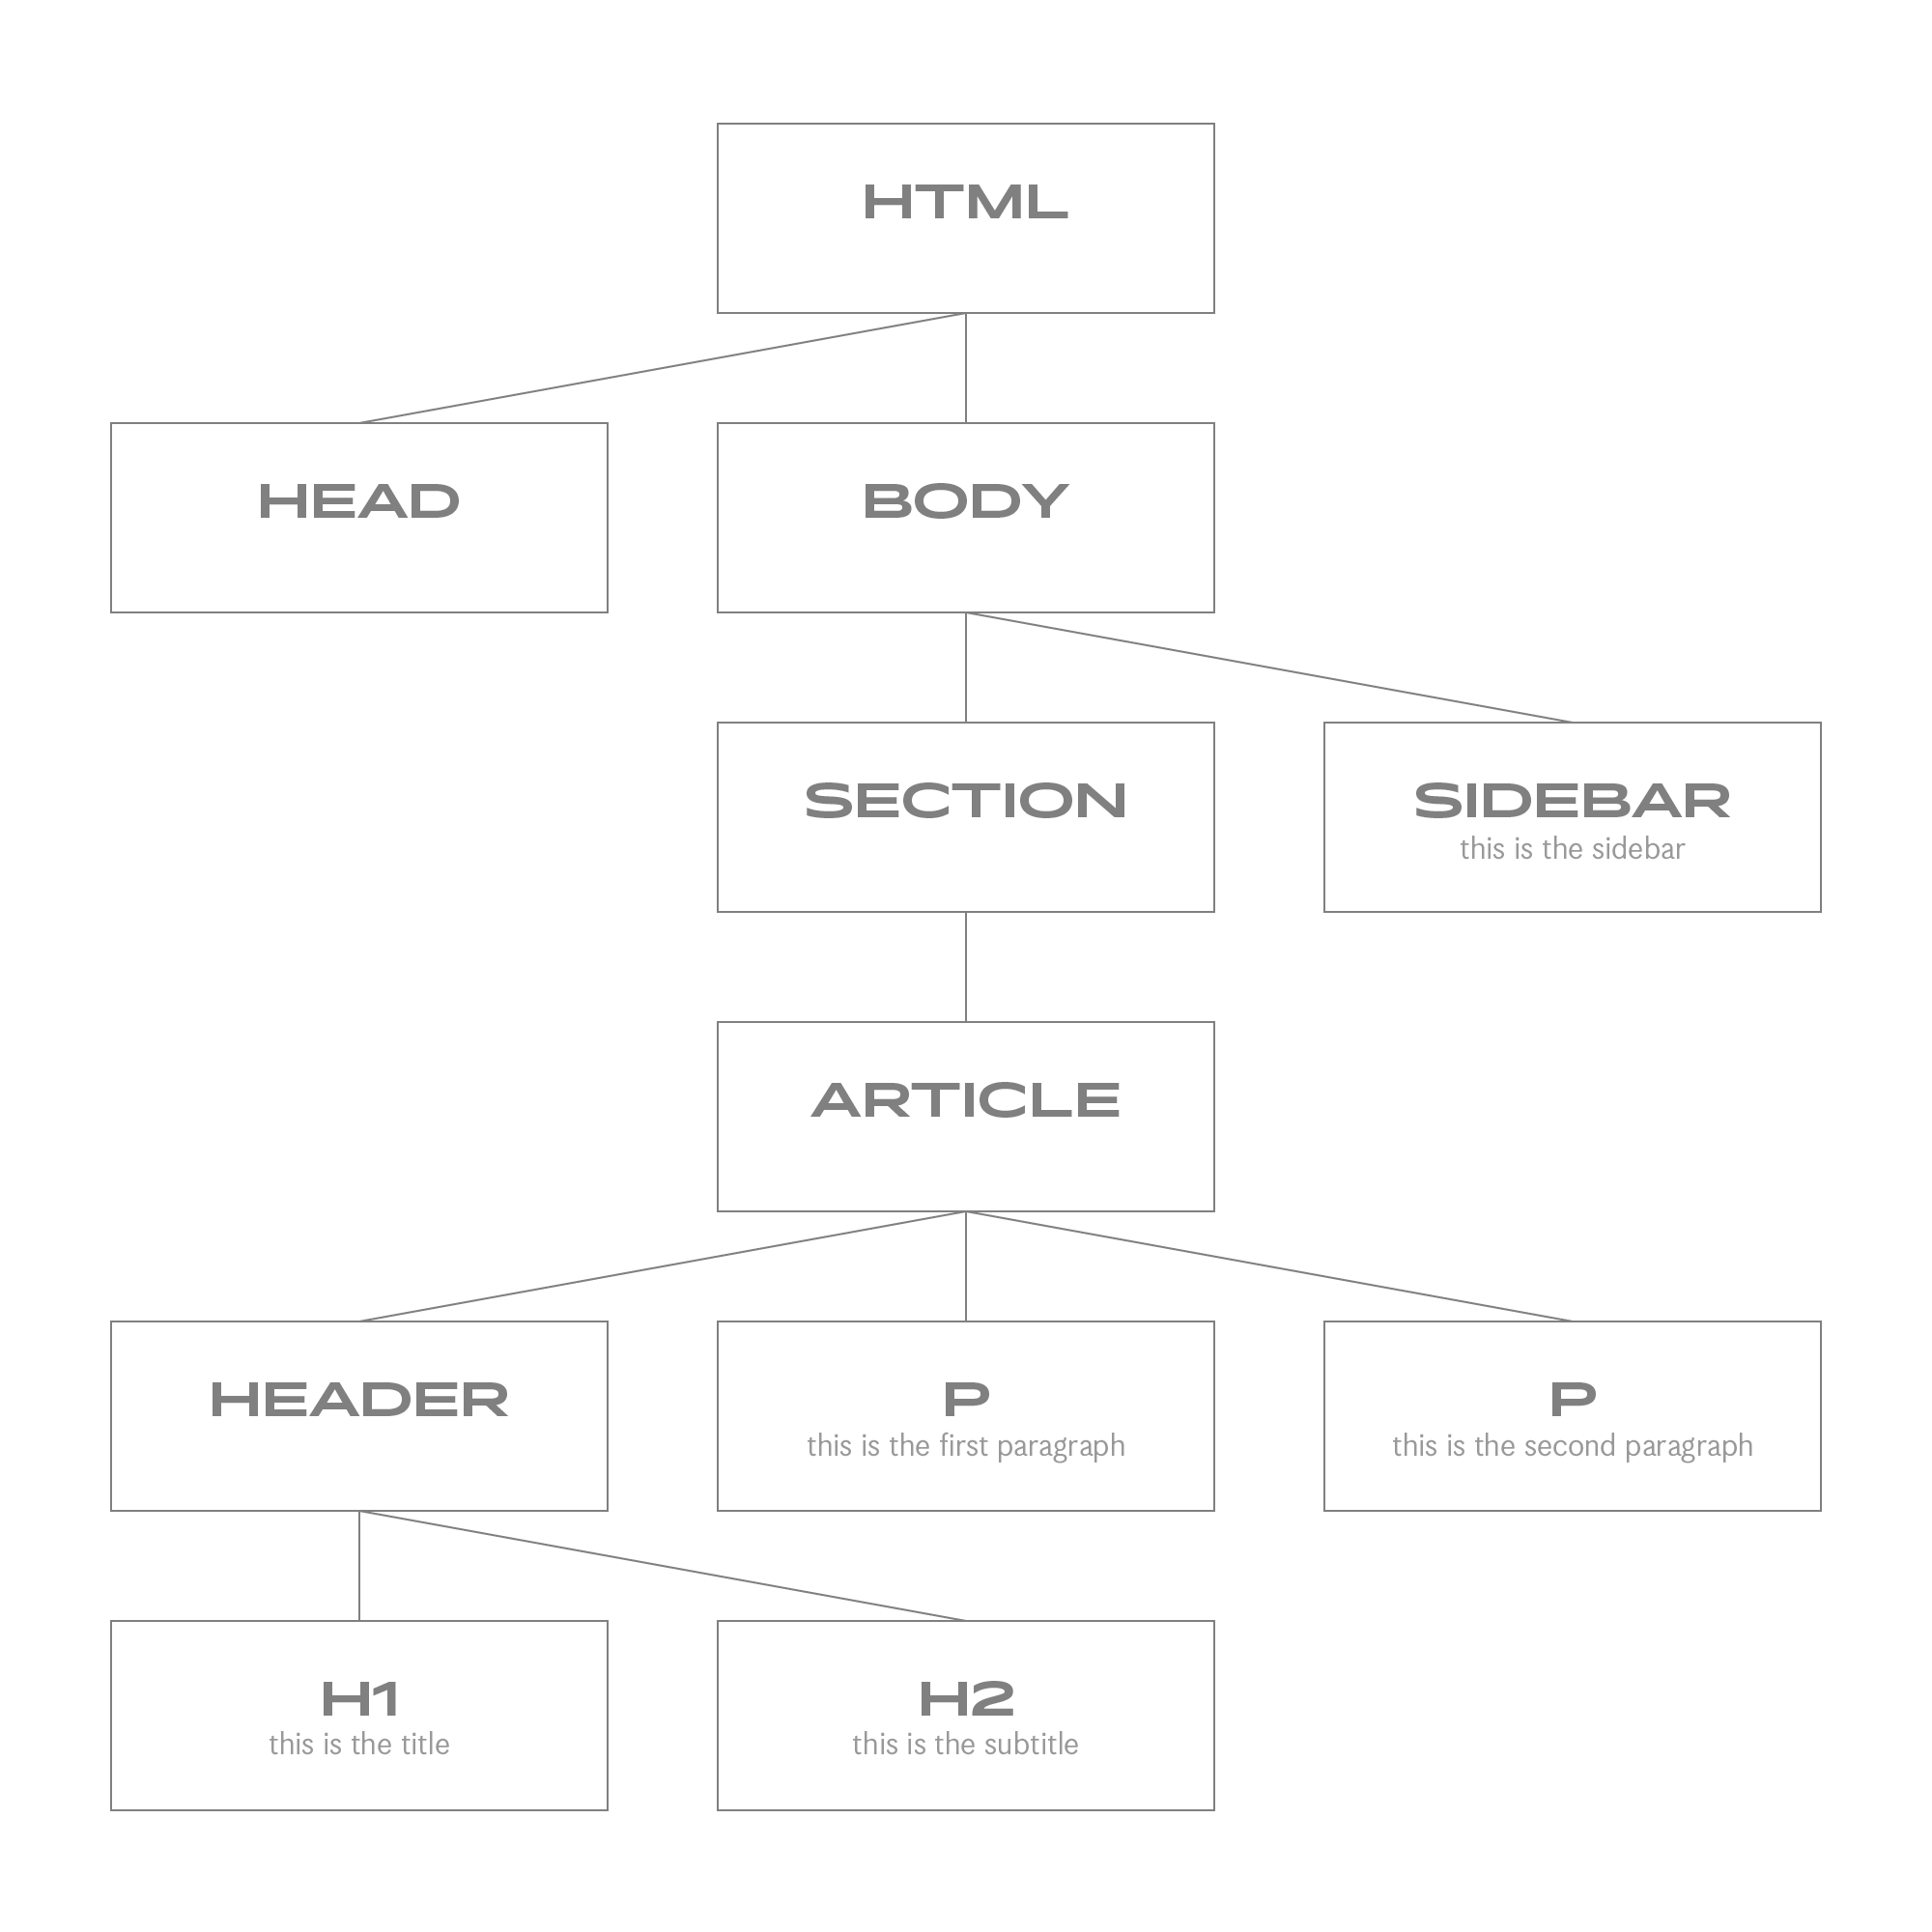 HTML
HEAD
BODY
SECTION
SIDEBAR
this is the sidebar
ARTICLE
HEADER
P
this is the first paragraph
P
this is the second paragraph
H1
this is the title
H2
this is the subtitle